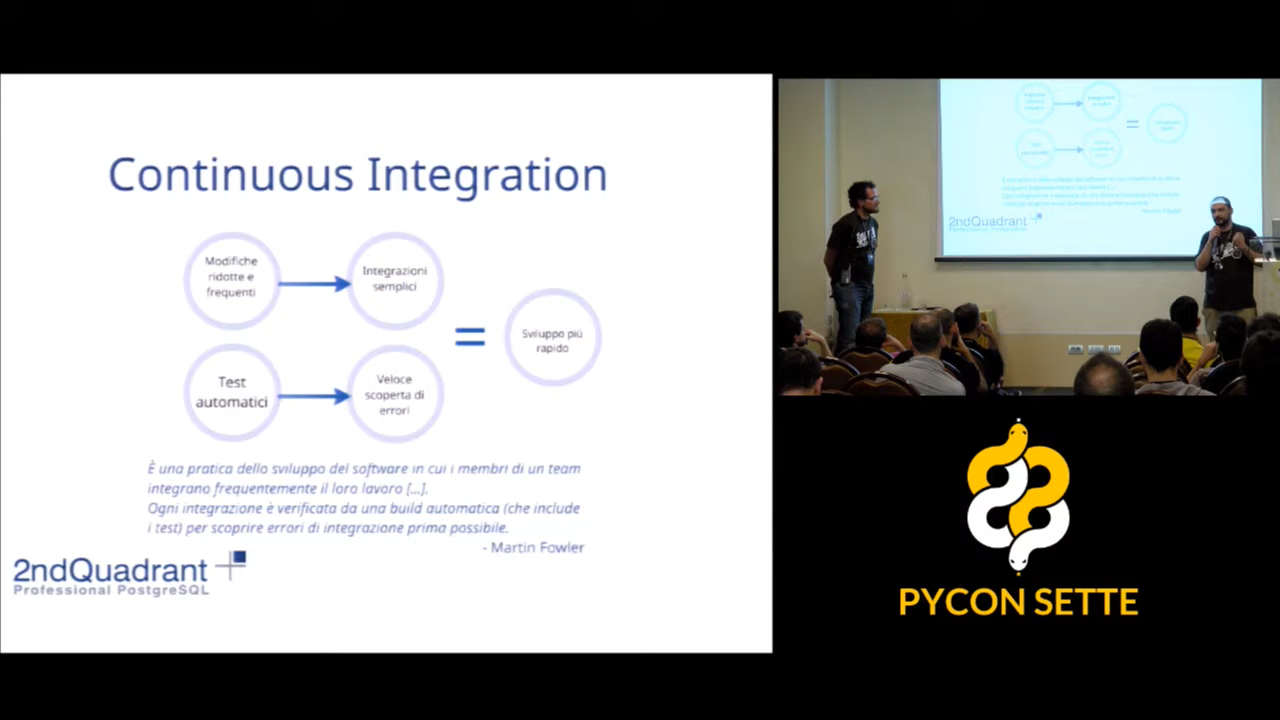 Continuous Integration
Modifiche
ridotte e
frequenti
Integrazioni
semplici
Test
automatici
Veloce
scoperta di
errori
=
Sviluppo più
rapido
È una pratica dello sviluppo del software in cui i membri di un team
integrano frequentemente il loro lavoro [...].
Ogni integrazione è verificata da una build automatica (che include
i test) per scoprire errori di integrazione prima possibile.
- Martin Fowler
2ndQuadrant
Professional PostgreSQL
2ndQuadrant
Professional PostgreSQL
PYCON SETTE